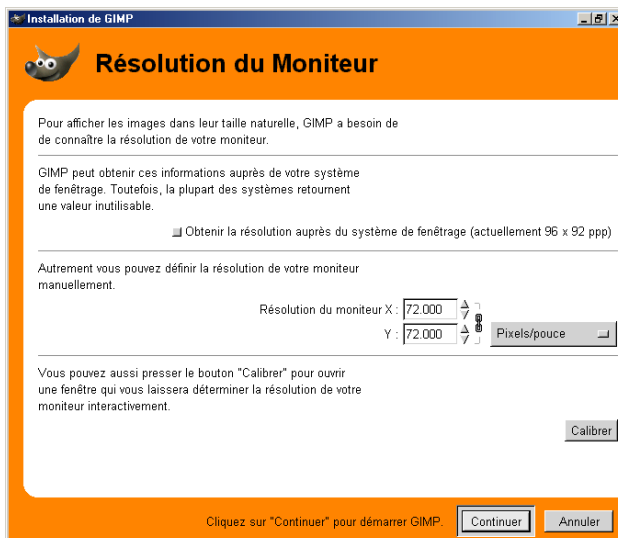 Installation de GIMP
Résolution du Moniteur
Pour afficher les images dans leur taille naturelle, GIMP a besoin de
de connaître la résolution de votre moniteur.
GIMP peut obtenir ces informations auprès de votre système
de fenêtrage. Toutefois, la plupart des systèmes retournent
une valeur inutilisable.
Obtenir la résolution auprès du système de fenêtrage (actuellement 96 x 92 ppp)
Autrement vous pouvez définir la résolution de votre moniteur
manuellement.
Résolution du moniteur X : 72.000
Y : 72.000 Pixels/pouce
Vous pouvez aussi presser le bouton "Calibrer" pour ouvrir
une fenêtre qui vous laissera déterminer la résolution de votre
moniteur interactivement.
Calibrer
Cliquez sur "Continuer" pour démarrer GIMP. Continuer Annuler